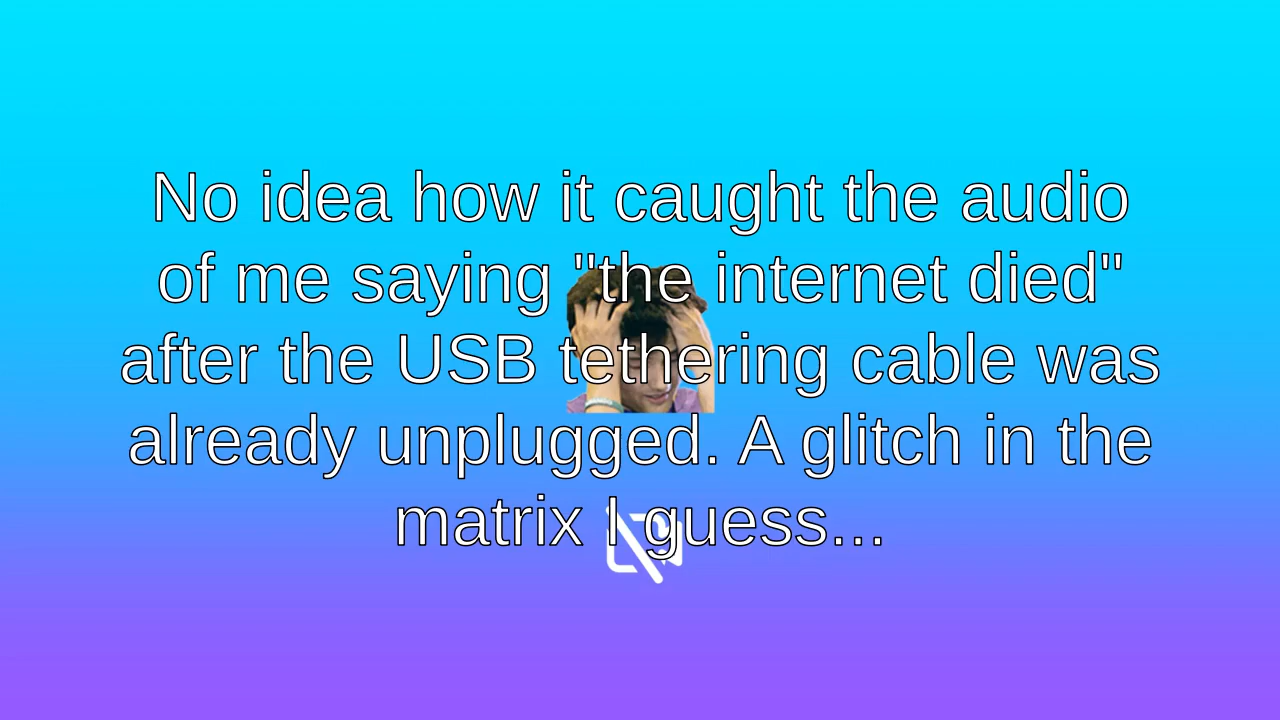 No idea how it caught the audio
of me saying "the internet died"
after the USB tethering cable was
already unplugged. A glitch in the
matrix I guess...